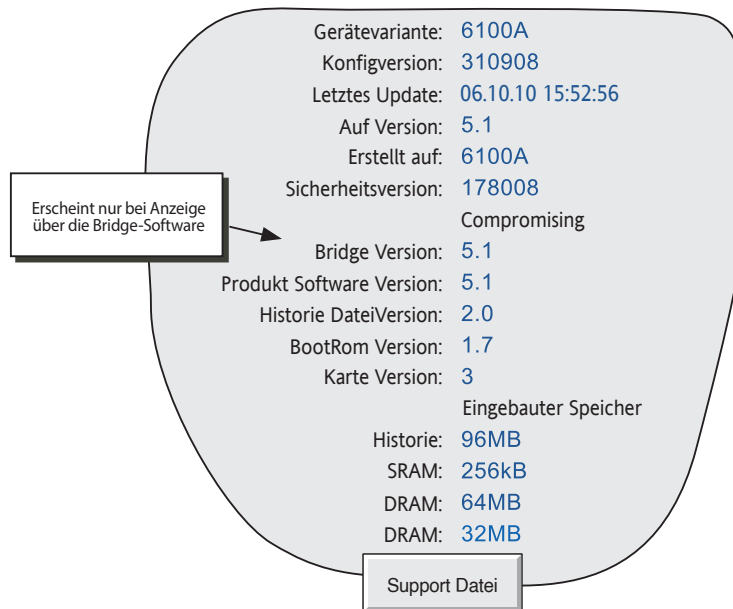 Gerätevariante: 6100A
Konfigversion: 310908
Letztes Update: 06.10.10 15:52:56
Auf Version: 5.1
Erstellt auf: 6100A
Sicherheitsversion: 178008
Compromising
Erscheint nur bei Anzeige
über die Bridge-Software
Bridge Version: 5.1
Produkt Software Version: 5.1
Historie DateiVersion: 2.0
BootRom Version: 1.7
Karte Version: 3
Eingebauter Speicher
Historie: 96MB
SRAM: 256kB
DRAM: 64MB
DRAM: 32MB
Support Datei